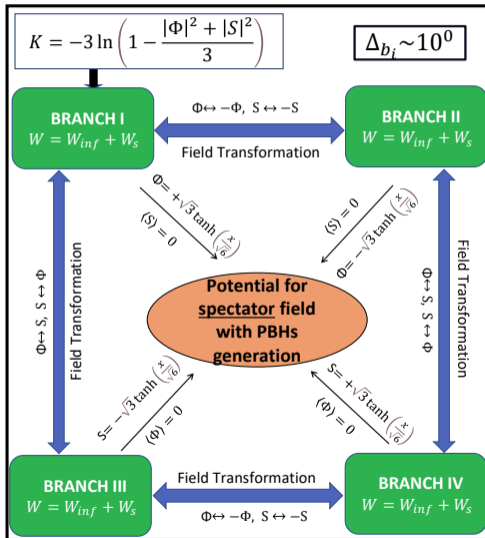 K = −3 ln(1 − (|Φ|² + |S|²)/3)
Δ_{b_i}~10⁰
BRANCH I
W = W_{inf} + W_s
Φ↔ −Φ, S ↔ −S
Field Transformation
BRANCH II
W = W_{inf} + W_s
Φ= +√3 tanh(x/√6)
⟨S⟩ = 0
⟨S⟩ = 0
Φ= −√3 tanh(x/√6)
Φ↔ S, S ↔ Φ
Field Transformation
Potential for
spectator field
with PBHs
generation
Field Transformation
Φ↔ S, S ↔ Φ
S= −√3 tanh(x/√6)
⟨Φ⟩ = 0
S= +√3 tanh(x/√6)
⟨Φ⟩ = 0
BRANCH III
W = W_{inf} + W_s
Field Transformation
Φ↔ −Φ, S ↔ −S
BRANCH IV
W = W_{inf} + W_s